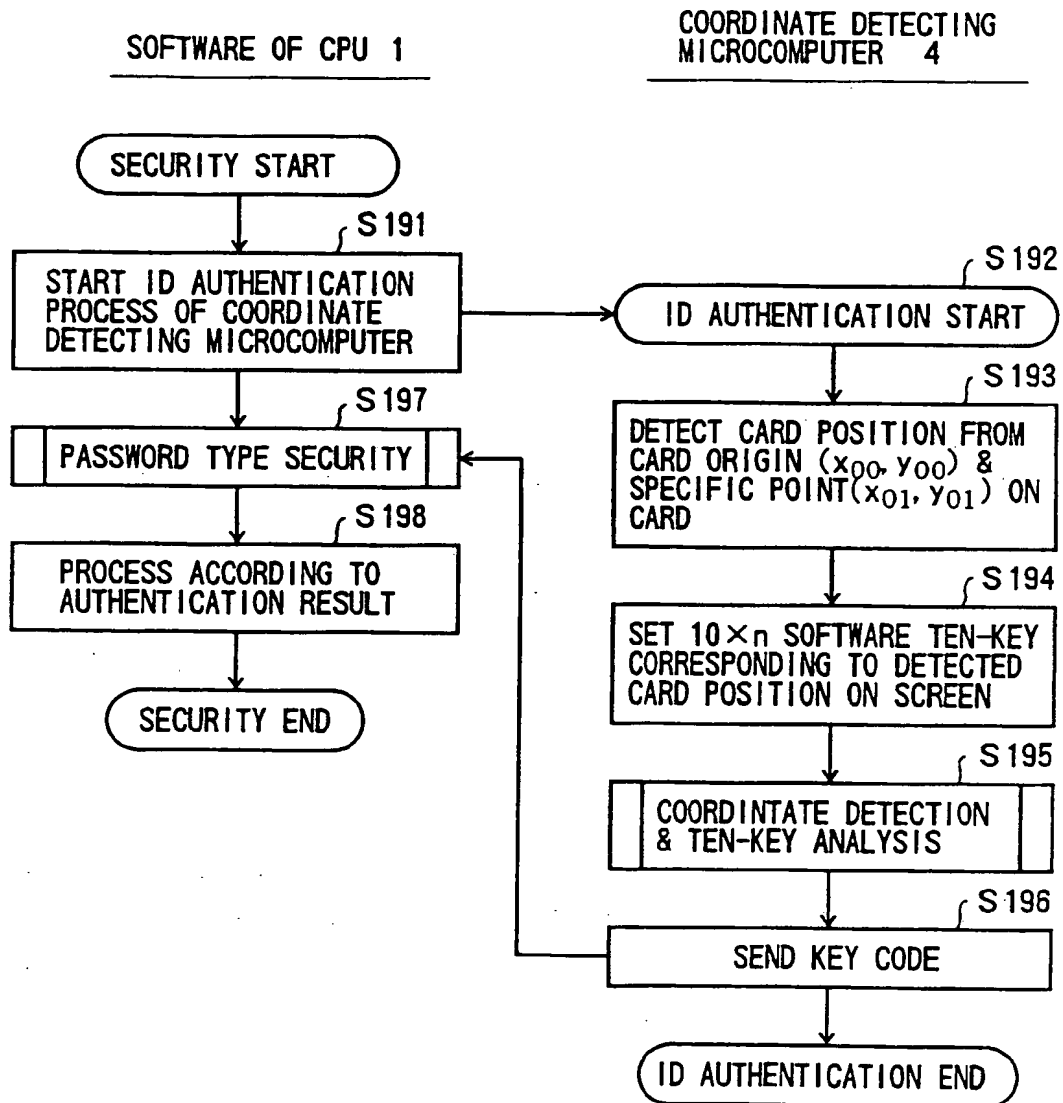 SOFTWARE OF CPU 1
COORDINATE DETECTING
MICROCOMPUTER 4
SECURITY START
S191
START ID AUTHENTICATION
PROCESS OF COORDINATE
DETECTING MICROCOMPUTER
S197
PASSWORD TYPE SECURITY
S198
PROCESS ACCORDING TO
AUTHENTICATION RESULT
SECURITY END
S192
ID AUTHENTICATION START
S193
DETECT CARD POSITION FROM
CARD ORIGIN (x00, y00) &
SPECIFIC POINT(x01, y01) ON
CARD
S194
SET 10×n SOFTWARE TEN-KEY
CORRESPONDING TO DETECTED
CARD POSITION ON SCREEN
S195
COORDINTATE DETECTION
& TEN-KEY ANALYSIS
S196
SEND KEY CODE
ID AUTHENTICATION END